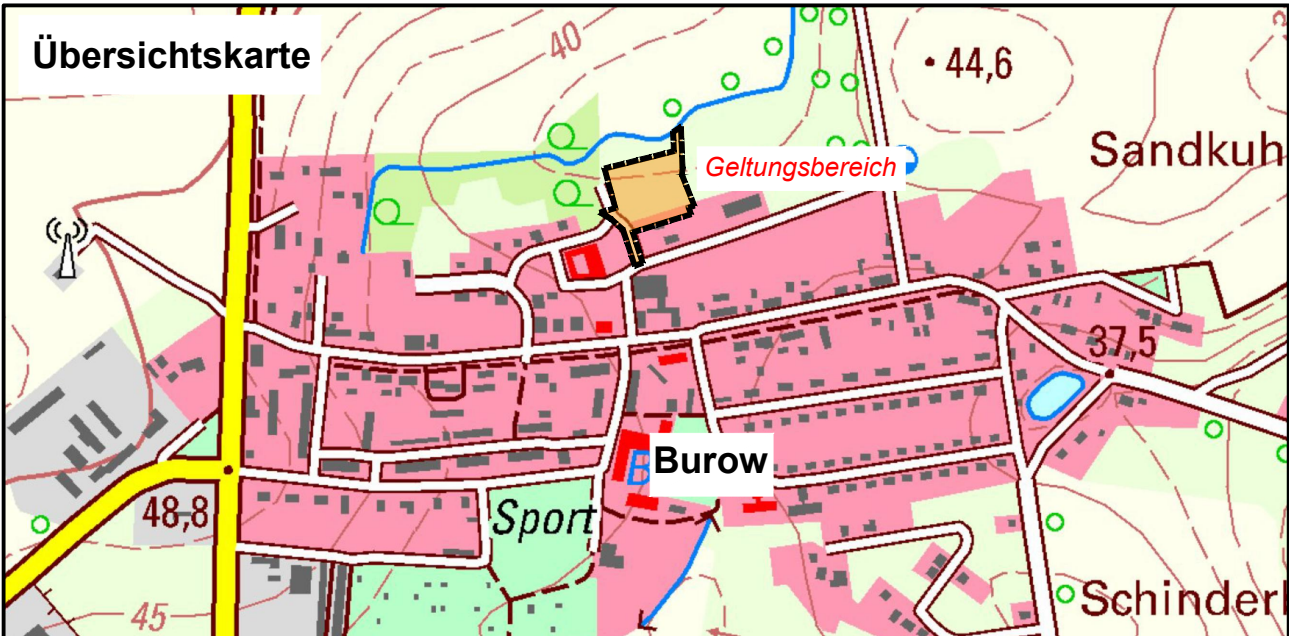 Übersichtskarte
40
44,6
Sandkuh
Geltungsbereich
37,5
Burow
48,8
Sport
45
Schinderl